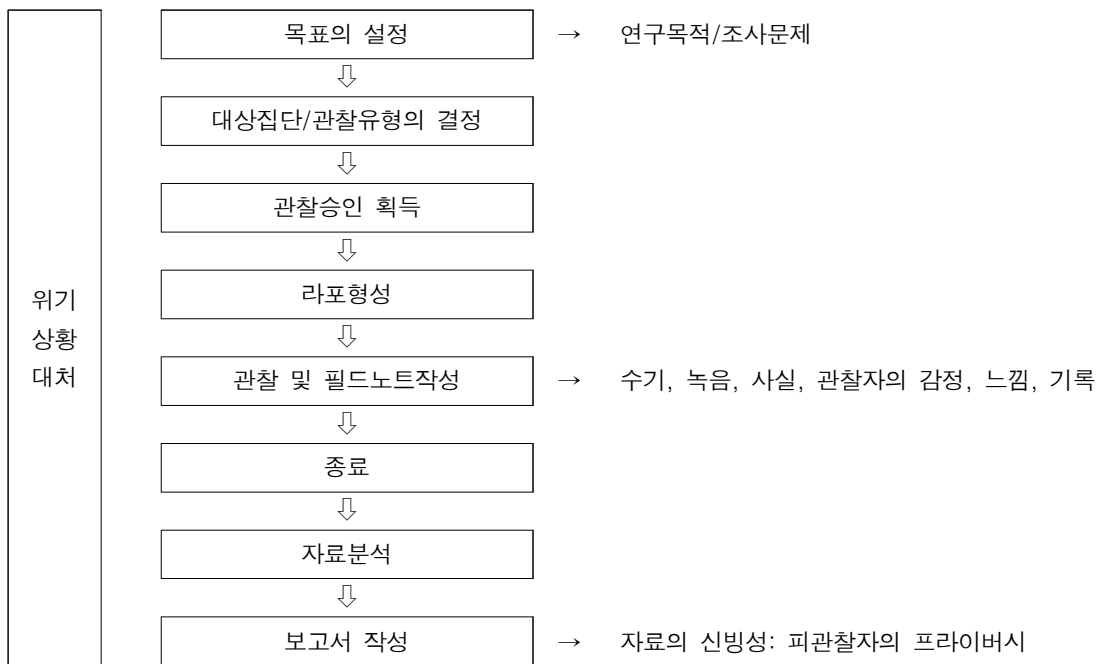 목표의 설정 → 연구목적/조사문제
⇩
대상집단/관찰유형의 결정
⇩
관찰승인 획득
⇩
라포형성
⇩
위기
상황
대처
관찰 및 필드노트작성 → 수기, 녹음, 사실, 관찰자의 감정, 느낌, 기록
⇩
종료
⇩
자료분석
⇩
보고서 작성 → 자료의 신빙성: 피관찰자의 프라이버시